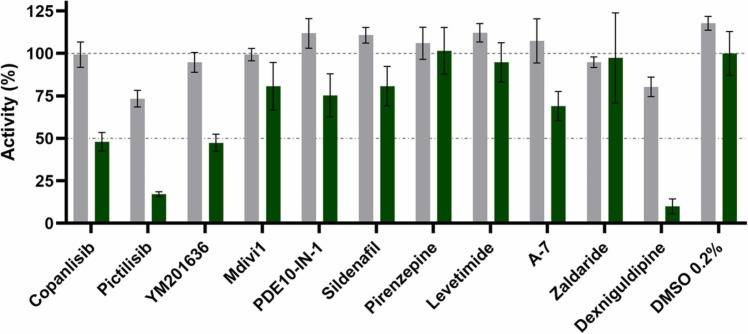 Activity (%)
125
100
75
50
25
0
Copanlisib
Pictilisib
YM201636
Mdivi1
PDE10-IN-1
Sildenafil
Pirenzepine
Levetimide
A-7
Zaldaride
Dexniguldipine
DMSO 0.2%